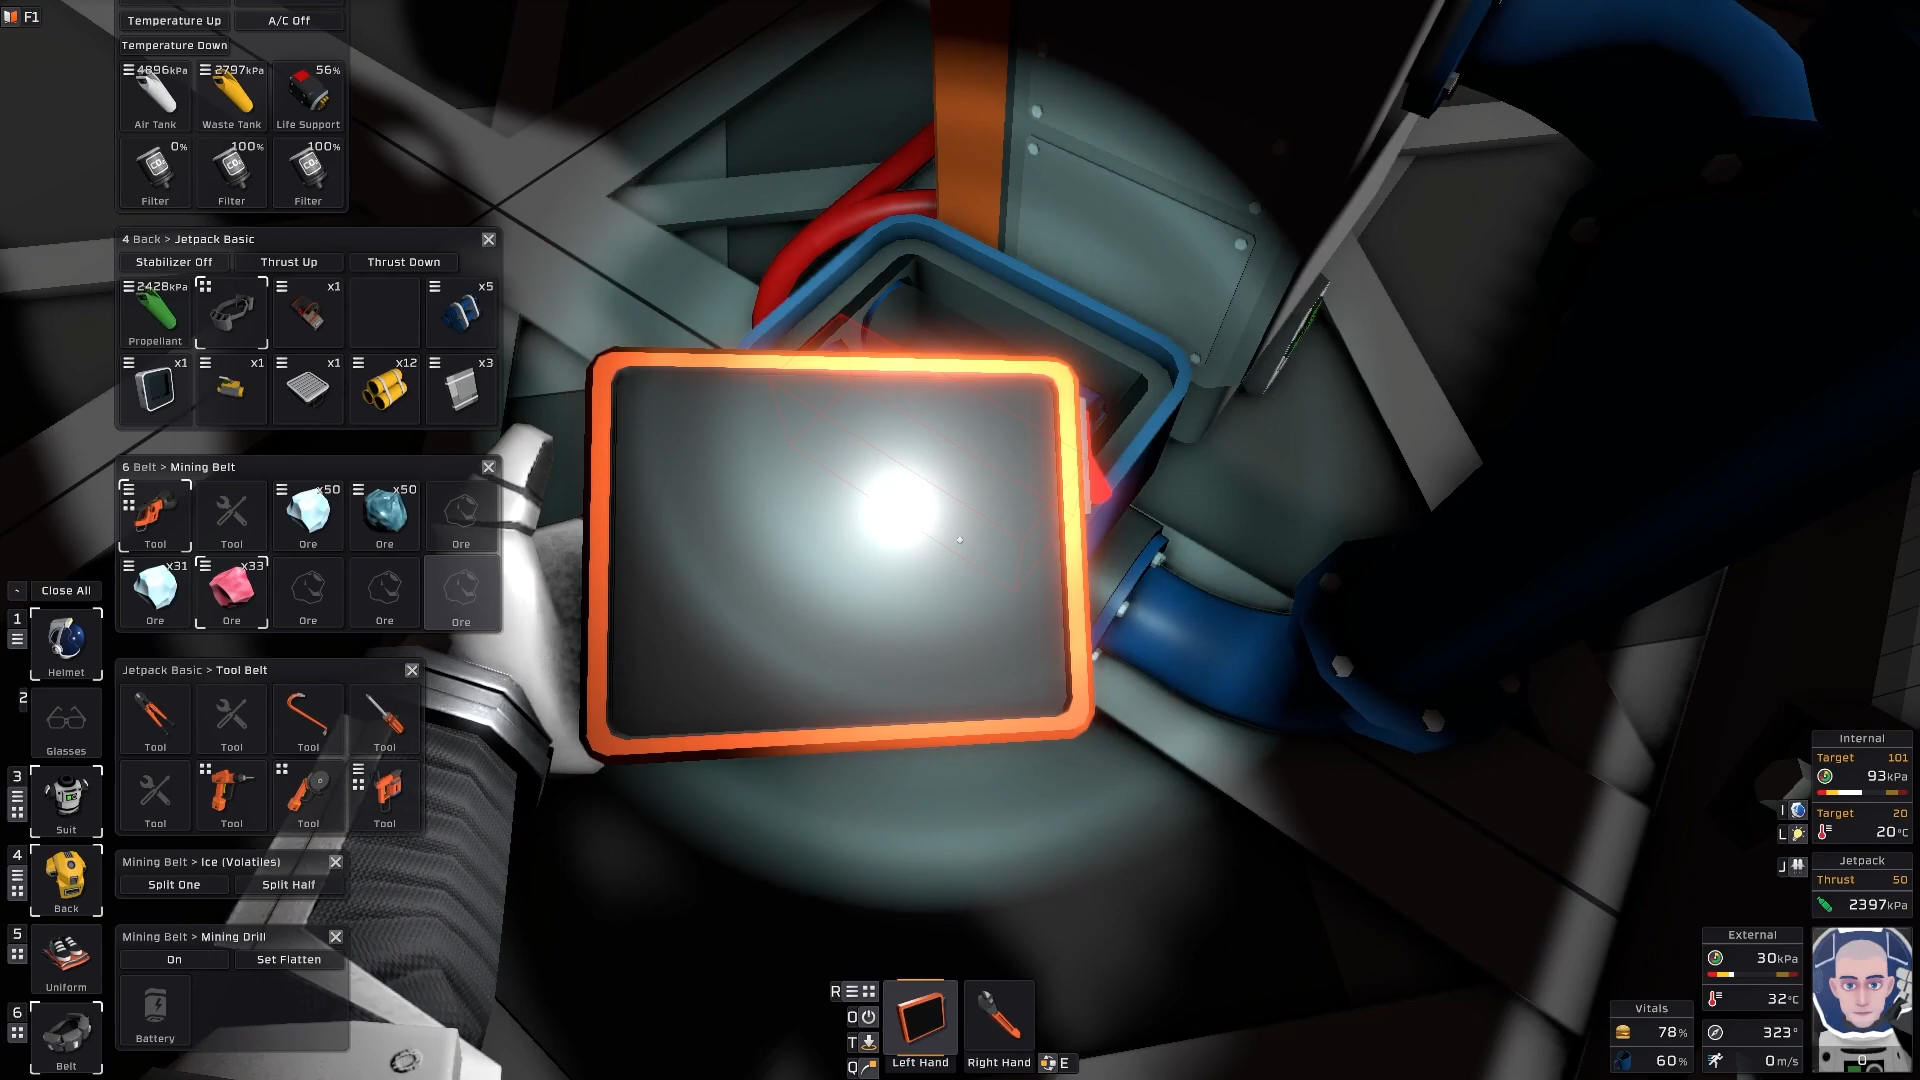 F1
Temperature Up
A/C Off
Temperature Down
4896kPa
2797kPa
56%
Air Tank
Waste Tank
Life Support
0%
100%
100%
Filter
Filter
Filter
4 Back > Jetpack Basic
Stabilizer Off
Thrust Up
Thrust Down
2428kPa
x1
x5
Propellant
x1
x1
x1
x12
x3
6 Belt > Mining Belt
x50
x50
Tool
Tool
Ore
Ore
Ore
x31
x33
Ore
Ore
Ore
Ore
Ore
~
Close All
1
Helmet
2
Glasses
3
Suit
4
Back
5
Uniform
6
Belt
Jetpack Basic > Tool Belt
Tool
Tool
Tool
Tool
Tool
Tool
Tool
Tool
Mining Belt > Ice (Volatiles)
Split One
Split Half
Mining Belt > Mining Drill
On
Set Flatten
Battery
R
O
T
Q
Left Hand
Right Hand
E
Internal
Target 101
93kPa
I
Target 20
L
20°C
Jetpack
J
Thrust 50
2397kPa
External
30kPa
32°C
Vitals
78%
323°
60%
0m/s
0